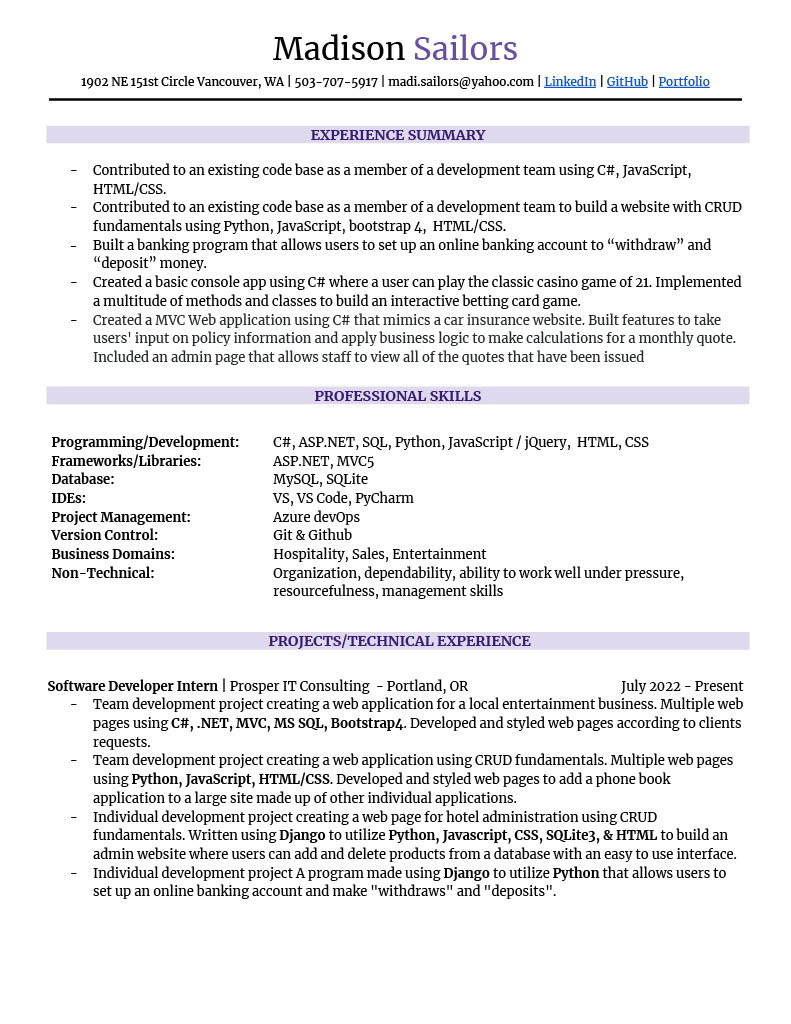 Madison Sailors
1902 NE 151st Circle Vancouver, WA | 503-707-5917 | madi.sailors@yahoo.com | LinkedIn | GitHub | Portfolio
EXPERIENCE SUMMARY
- Contributed to an existing code base as a member of a development team using C#, JavaScript,
HTML/CSS.
- Contributed to an existing code base as a member of a development team to build a website with CRUD
fundamentals using Python, JavaScript, bootstrap 4,  HTML/CSS.
- Built a banking program that allows users to set up an online banking account to “withdraw” and
“deposit” money.
- Created a basic console app using C# where a user can play the classic casino game of 21. Implemented
a multitude of methods and classes to build an interactive betting card game.
- Created a MVC Web application using C# that mimics a car insurance website. Built features to take
users' input on policy information and apply business logic to make calculations for a monthly quote.
Included an admin page that allows staff to view all of the quotes that have been issued
PROFESSIONAL SKILLS
Programming/Development: C#, ASP.NET, SQL, Python, JavaScript / jQuery,  HTML, CSS
Frameworks/Libraries: ASP.NET, MVC5
Database: MySQL, SQLite
IDEs: VS, VS Code, PyCharm
Project Management: Azure devOps
Version Control: Git & Github
Business Domains: Hospitality, Sales, Entertainment
Non-Technical: Organization, dependability, ability to work well under pressure,
resourcefulness, management skills
PROJECTS/TECHNICAL EXPERIENCE
Software Developer Intern | Prosper IT Consulting  - Portland, OR July 2022 - Present
- Team development project creating a web application for a local entertainment business. Multiple web
pages using C#, .NET, MVC, MS SQL, Bootstrap4. Developed and styled web pages according to clients
requests.
- Team development project creating a web application using CRUD fundamentals. Multiple web pages
using Python, JavaScript, HTML/CSS. Developed and styled web pages to add a phone book
application to a large site made up of other individual applications.
- Individual development project creating a web page for hotel administration using CRUD
fundamentals. Written using Django to utilize Python, Javascript, CSS, SQLite3, & HTML to build an
admin website where users can add and delete products from a database with an easy to use interface.
- Individual development project A program made using Django to utilize Python that allows users to
set up an online banking account and make "withdraws" and "deposits".